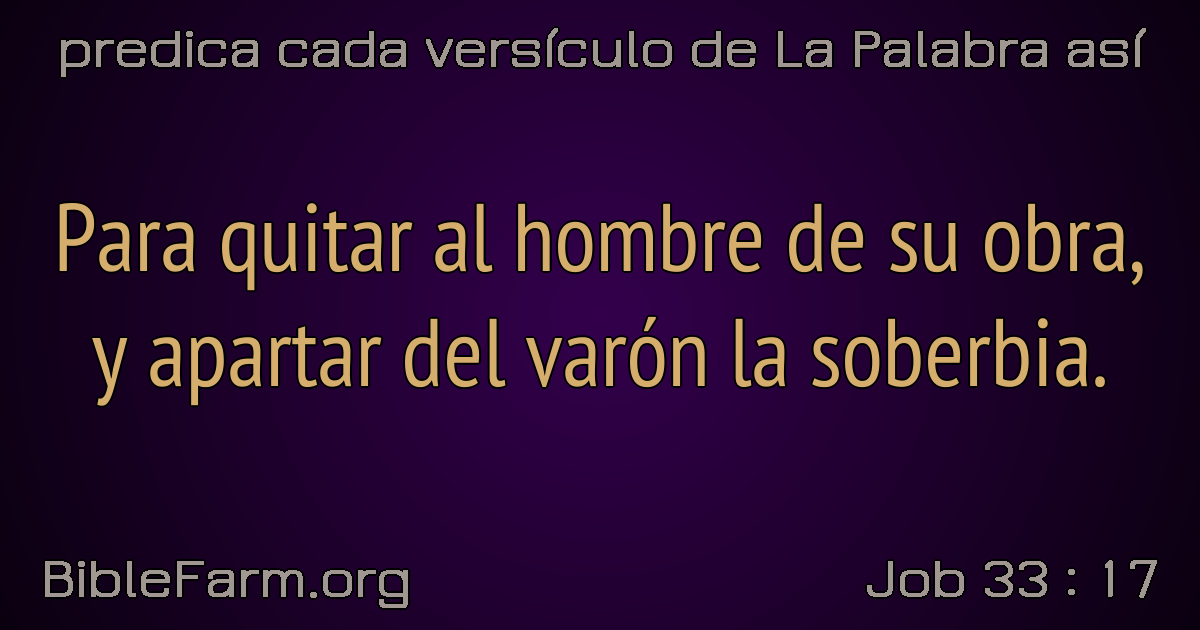 predica cada versículo de La Palabra así
Para quitar al hombre de su obra,
y apartar del varón la soberbia.
BibleFarm.org
Job 33 : 17